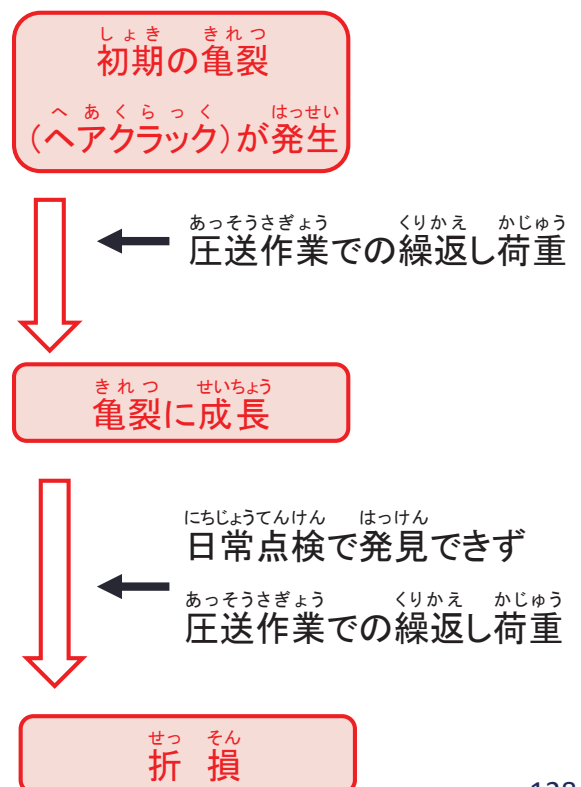 しょき きれつ
初期の亀裂
へあくらっく はっせい
(ヘアクラック)が発生
あっそうさぎょう くりかえ かじゅう
圧送作業での繰返し荷重
きれつ せいちょう
亀裂に成長
にちじょうてんけん はっけん
日常点検で発見できず
あっそうさぎょう くりかえ かじゅう
圧送作業での繰返し荷重
せっ そん
折 損